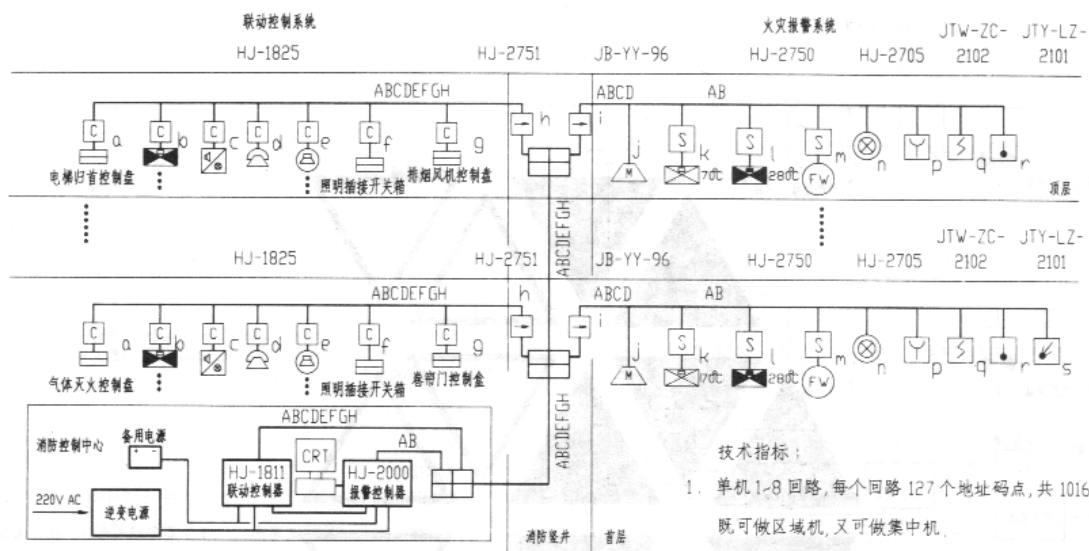 联动控制系统 火灾报警系统
HJ-1825 HJ-2751 JB-YY-96 HJ-2750 HJ-2705 JTW-ZC-2102 JTY-LZ-2101
ABCDEFGH ABCD AB
h i
C C C C C C C S S S
a b c d e f g j k l m n p q r
M 70℃ 280℃ FW
电梯归首控制盘 照明插接开关箱 排烟风机控制盘 顶层
ABCDEFGH
HJ-1825 HJ-2751 JB-YY-96 HJ-2750 HJ-2705 JTW-ZC-2102 JTY-LZ-2101
ABCDEFGH ABCD AB
h i
C C C C C C C S S S
a b c d e f g j k l m n p q r s
M 170℃ 280℃ FW
气体灭火控制盘 照明插接开关箱 卷帘门控制盒
ABCDEFGH
ABCDEFGH
消防控制中心 备用电源 CRT AB
HJ-1811 HJ-2000
联动控制器 报警控制器
220V AC 逆变电源
消防竖井 首层
技术指标:
1. 单机1-8回路,每个回路127个地址码点,共1016
既可做区域机,又可做集中机.